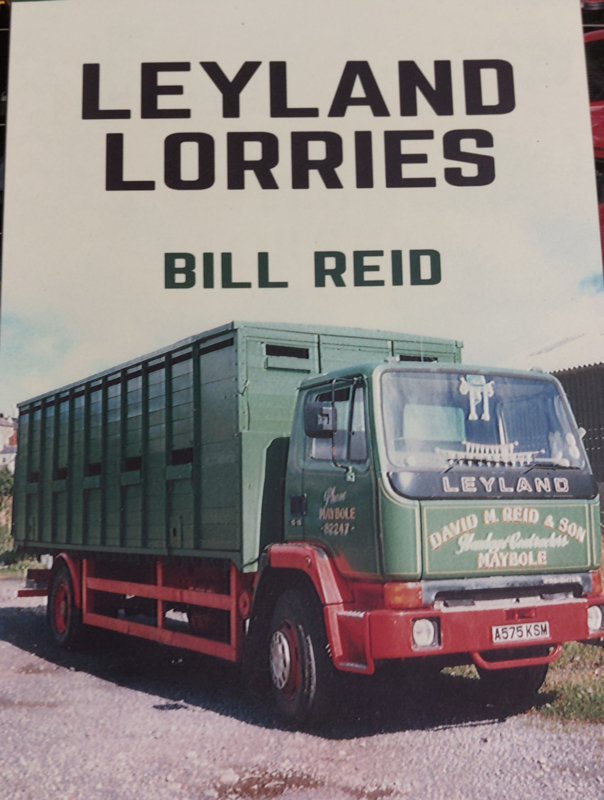 LEYLAND
LORRIES
BILL REID
LEYLAND
DAVID M. REID & SON
Haulage Contractors
MAYBOLE
Phone
MAYBOLE
82247
A575 KSM